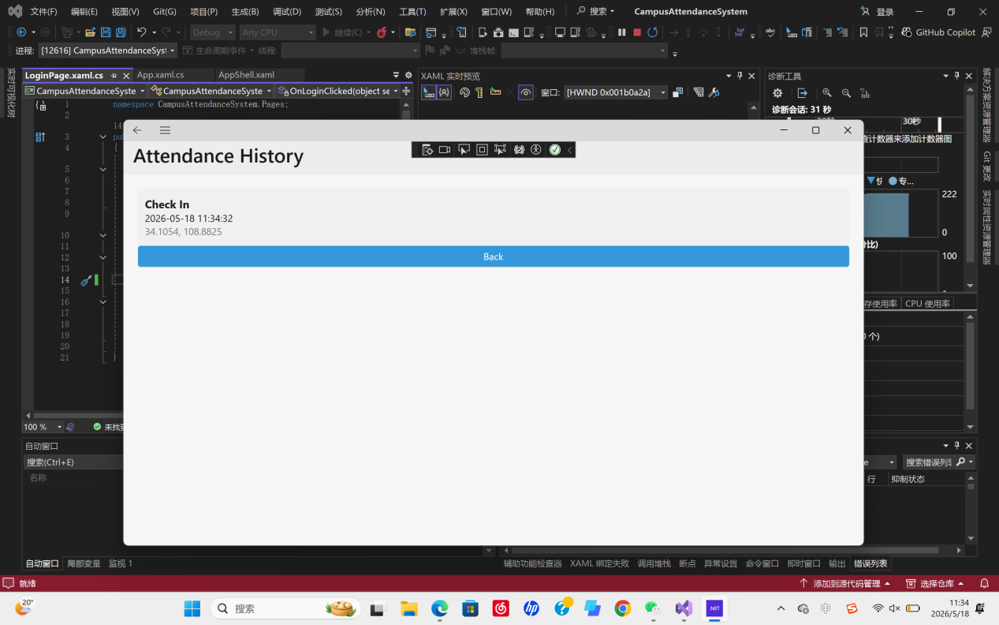 文件(F) 编辑(E) 视图(V) Git(G) 项目(P) 生成(B) 调试(D) 测试(S) 分析(N) 工具(T) 扩展(X) 窗口(W) 帮助(H) 搜索 CampusAttendanceSystem 登录
Debug Any CPU 继续(C) GitHub Copilot
进程: [12616] CampusAttendanceSyst 生命周期事件 线程: 堆栈帧:
实时可视化树
LoginPage.xaml.cs App.xaml.cs AppShell.xaml
CampusAttendanceSyste CampusAttendanceSyste OnLoginClicked(object se
1 namespace CampusAttendanceSystem.Pages;
2
3
4 {
5
6
7
8
9
10
11
12
13
14
15
16
17
18
19
20
21 }
100 %
XAML 实时预览
窗口: [HWND 0x001b0a2a]
诊断工具
诊断会话: 31 秒
30秒
计数器来添加计数器图
专...
222
0
100
存使用率 CPU 使用率
解决方案资源管理器
Git 更改
实时属性资源管理器
Attendance History
Check In
2026-05-18 11:34:32
34.1054, 108.8825
Back
自动窗口
搜索(Ctrl+E)
名称
搜索错误列
行 抑制状态
自动窗口 局部变量 监视 1
辅助功能检查器 XAML 绑定失败 调用堆栈 断点 异常设置 命令窗口 即时窗口 输出 错误列表
就绪 添加到源代码管理 选择仓库
20°
搜索
.NET
中
11:34
2026/5/18